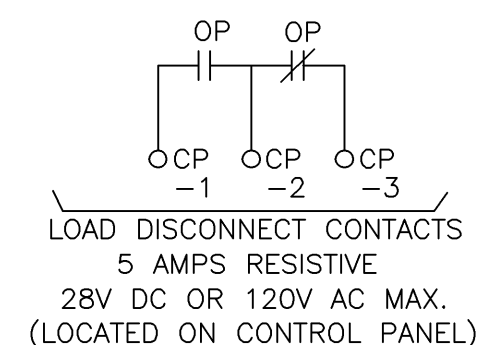 OP OP
CP CP CP
-1 -2 -3
LOAD DISCONNECT CONTACTS
5 AMPS RESISTIVE
28V DC OR 120V AC MAX.
(LOCATED ON CONTROL PANEL)